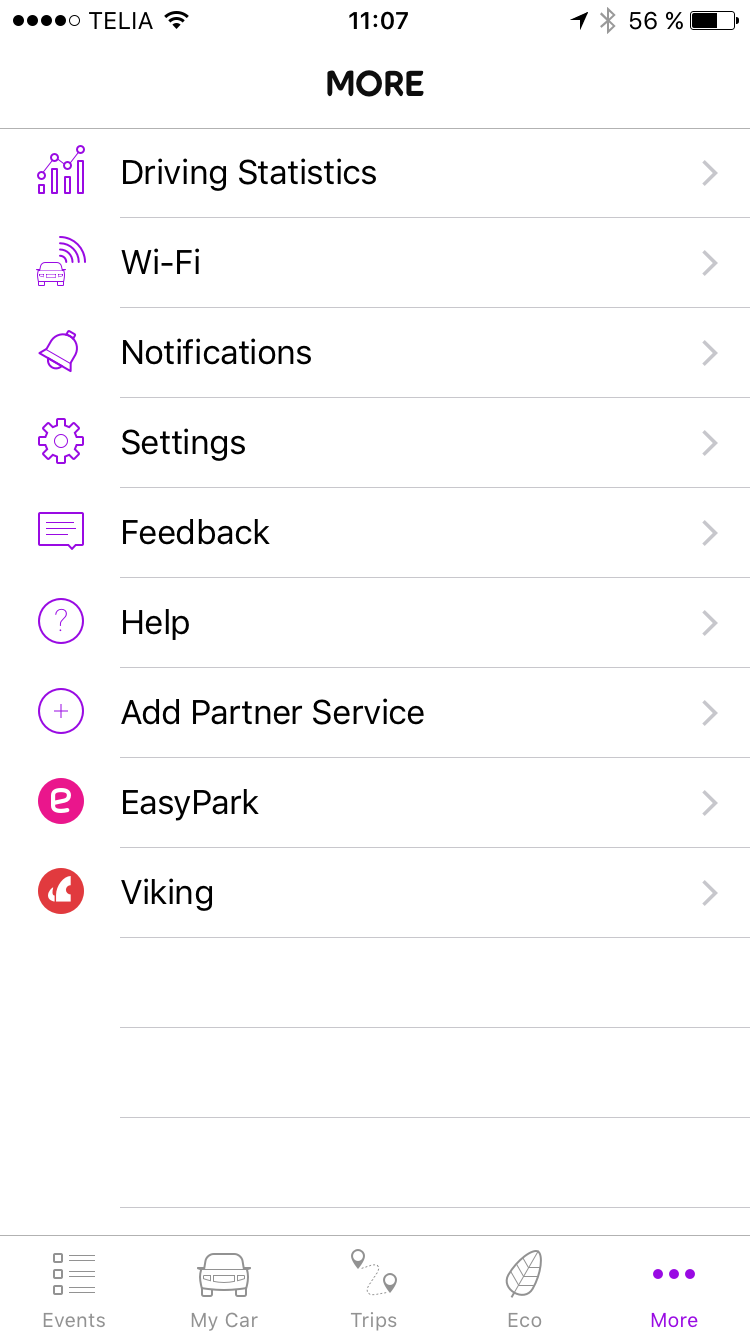 TELIA 11:07 56 %
MORE
Driving Statistics
Wi-Fi
Notifications
Settings
Feedback
? Help
Add Partner Service
e EasyPark
Viking
Events My Car Trips Eco More